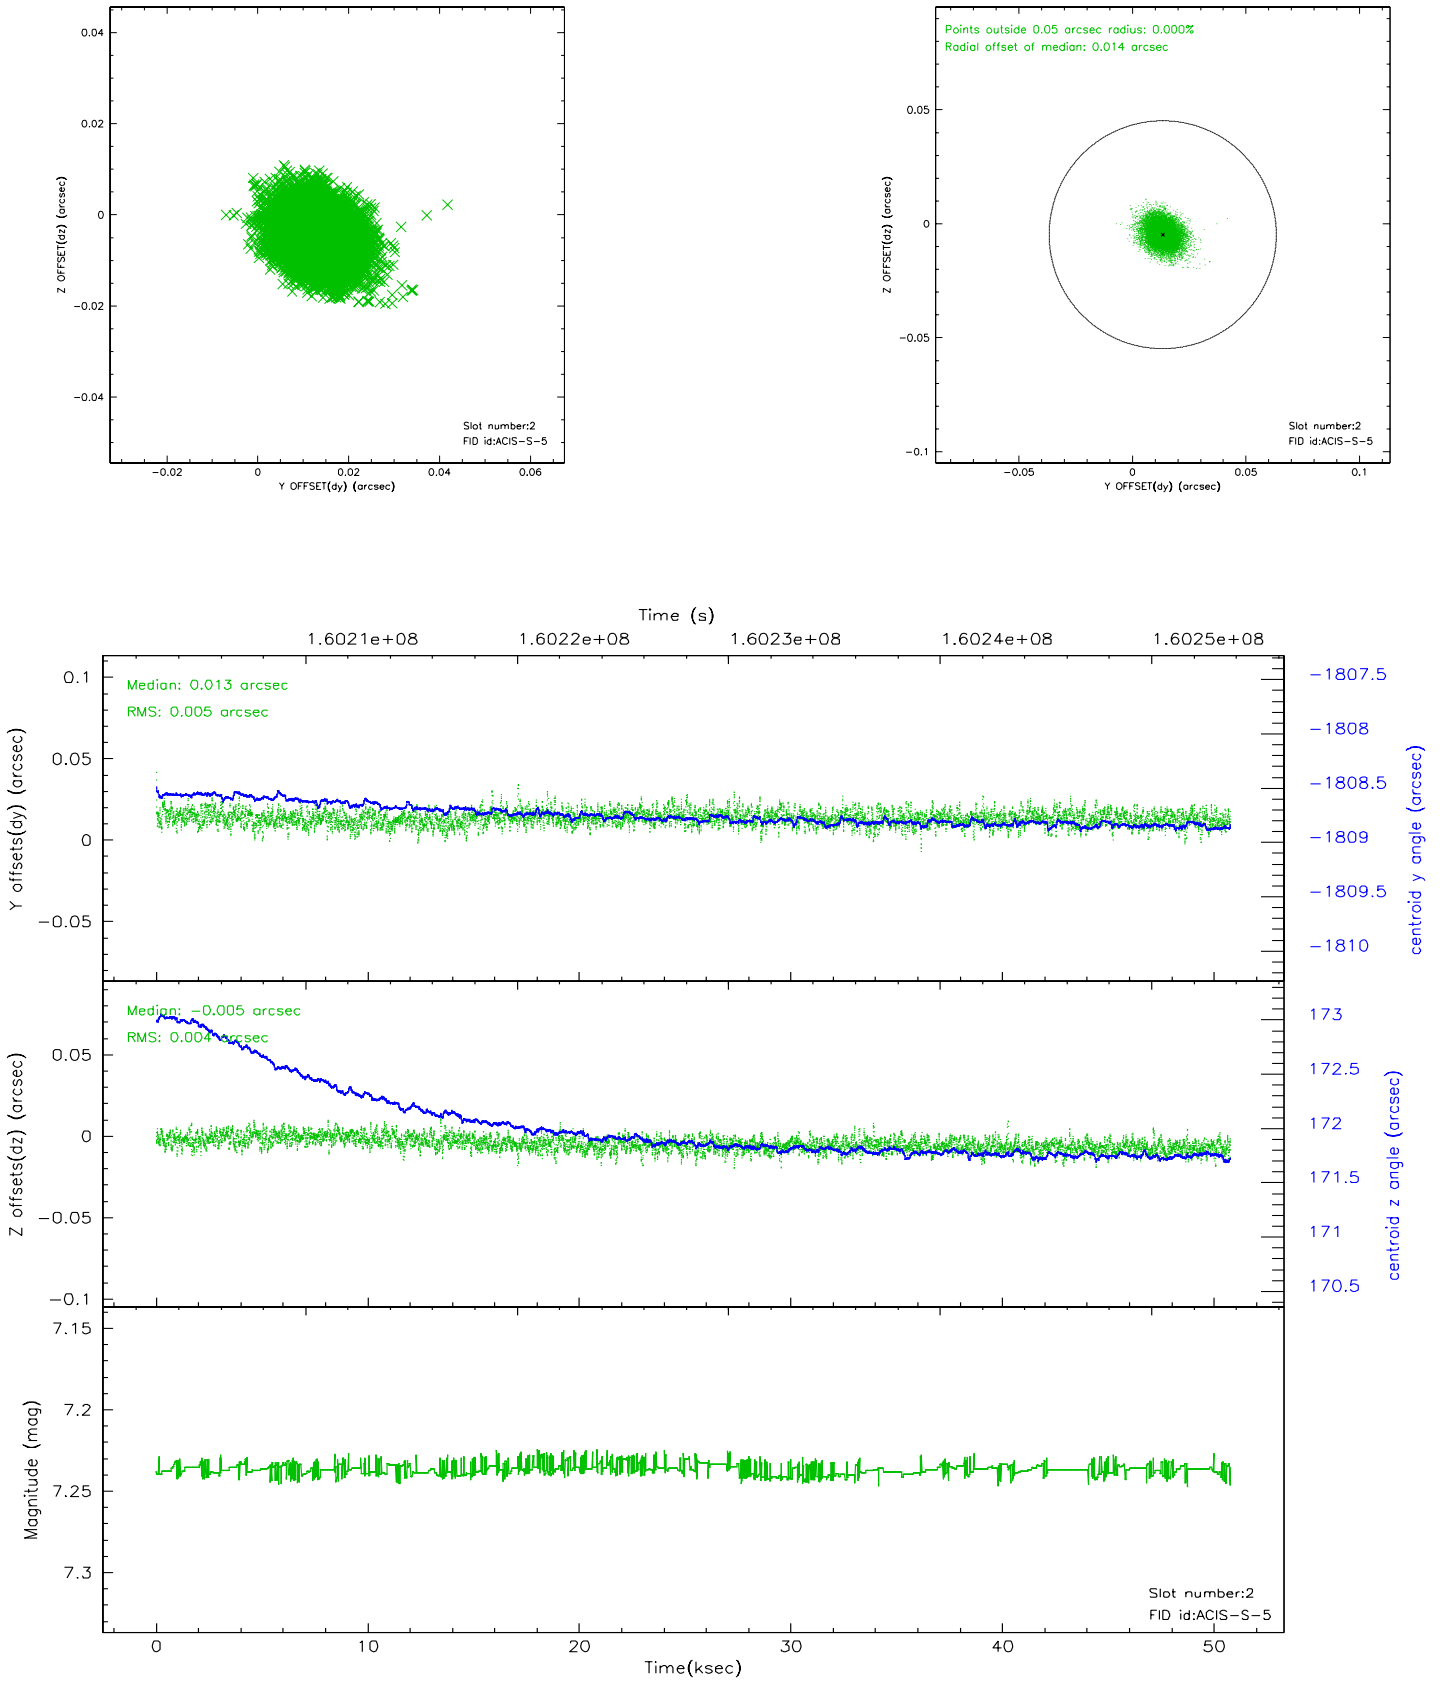 0.04
0.02
0
−0.02
−0.04
Z OFFSET(dz) (arcsec)
Slot number:2
FID id:ACIS−S−5
−0.02 0 0.02 0.04 0.06
Y OFFSET(dy) (arcsec)
Points outside 0.05 arcsec radius: 0.000%
Radial offset of median: 0.014 arcsec
0.05
0
−0.05
−0.1
Z OFFSET(dz) (arcsec)
Slot number:2
FID id:ACIS−S−5
−0.05 0 0.05 0.1
Y OFFSET(dy) (arcsec)
Time (s)
1.6021e+08 1.6022e+08 1.6023e+08 1.6024e+08 1.6025e+08
Median: 0.013 arcsec
RMS: 0.005 arcsec
0.1
0.05
0
−0.05
Y offsets(dy) (arcsec)
−1807.5
−1808
−1808.5
−1809
−1809.5
−1810
centroid y angle (arcsec)
Median: −0.005 arcsec
RMS: 0.004 arcsec
0.05
0
−0.05
−0.1
Z offsets(dz) (arcsec)
173
172.5
172
171.5
171
170.5
centroid z angle (arcsec)
7.15
7.2
7.25
7.3
Magnitude (mag)
Slot number:2
FID id:ACIS−S−5
0 10 20 30 40 50
Time(ksec)